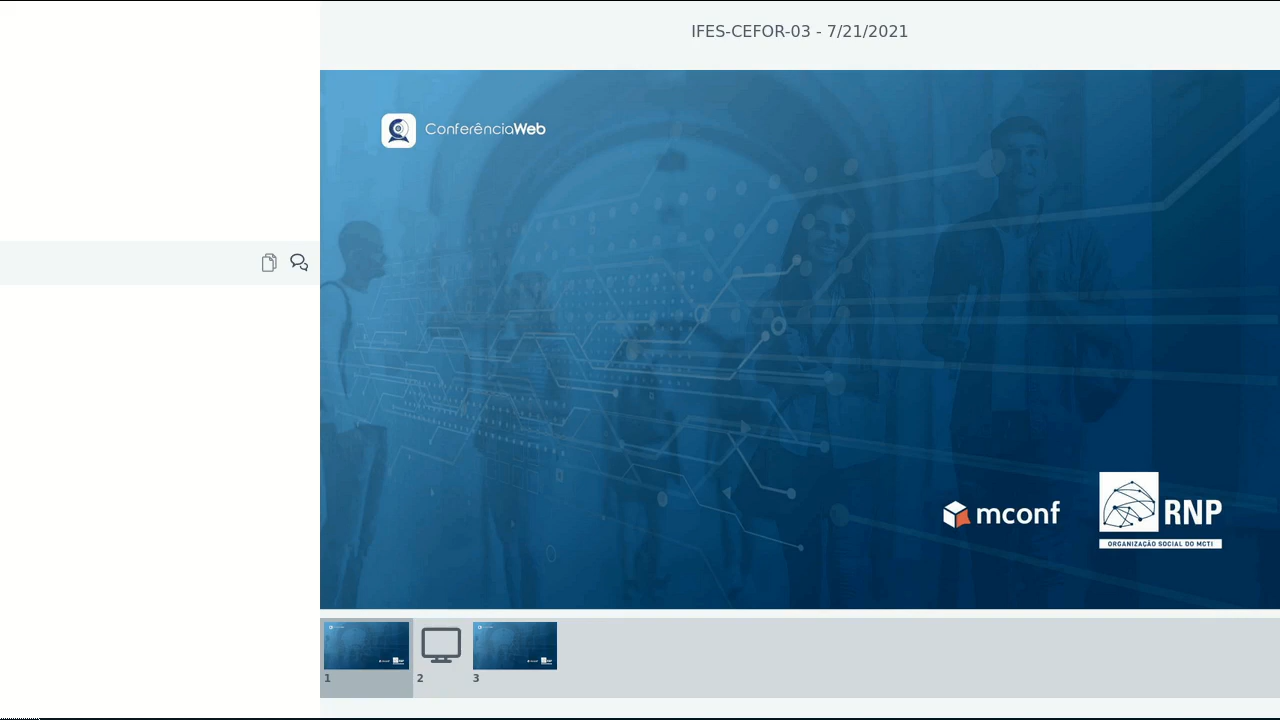 IFES-CEFOR-03 - 7/21/2021
ConferênciaWeb
mconf
RNP
ORGANIZAÇÃO SOCIAL DO MCTI
1
2
3